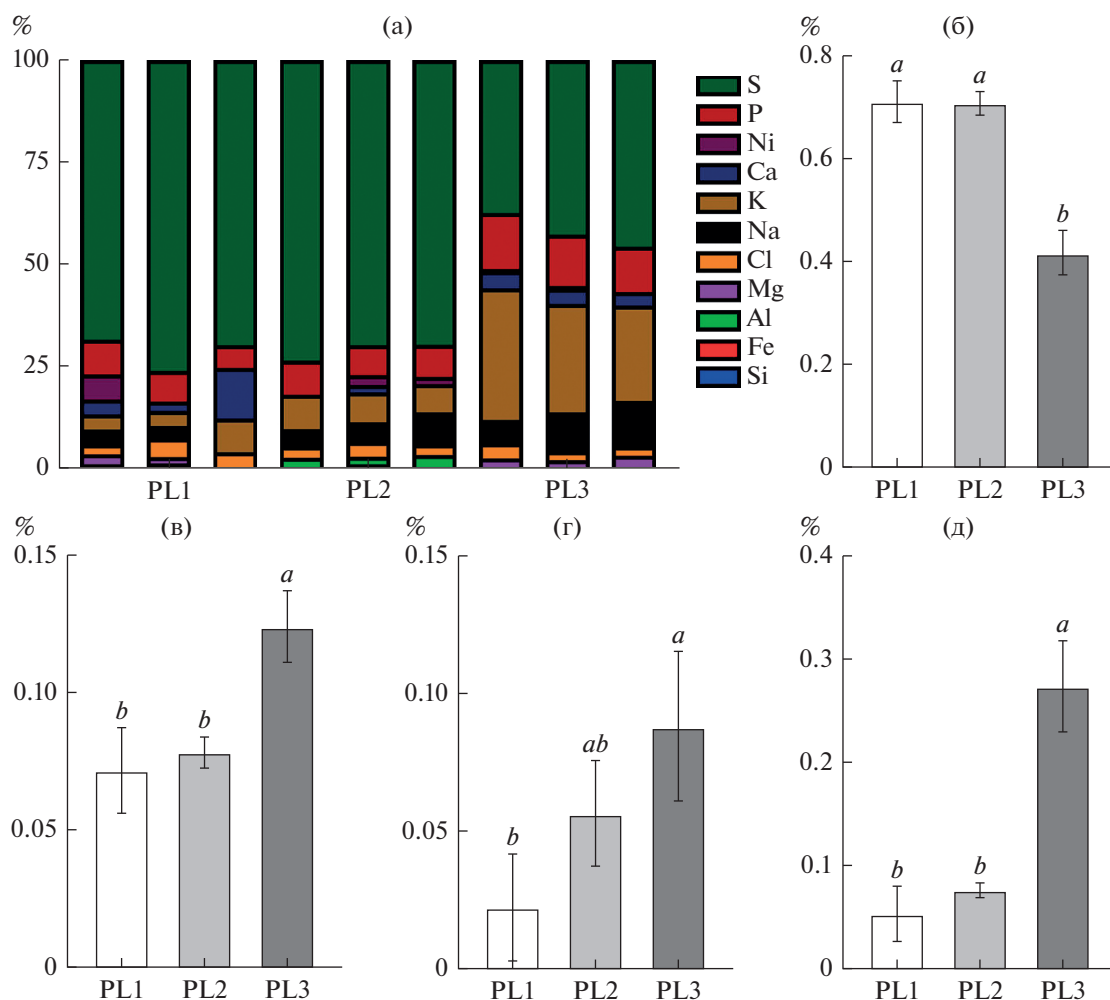 % (а)
100
75
50
25
0
PL1 PL2 PL3
S
P
Ni
Ca
K
Na
Cl
Mg
Al
Fe
Si
% (б)
0.8
0.6
0.4
0.2
0
a a b
PL1 PL2 PL3
% (в)
0.15
0.10
0.05
0
b b a
PL1 PL2 PL3
% (г)
0.15
0.10
0.05
0
b ab a
PL1 PL2 PL3
% (д)
0.4
0.3
0.2
0.1
0
b b a
PL1 PL2 PL3